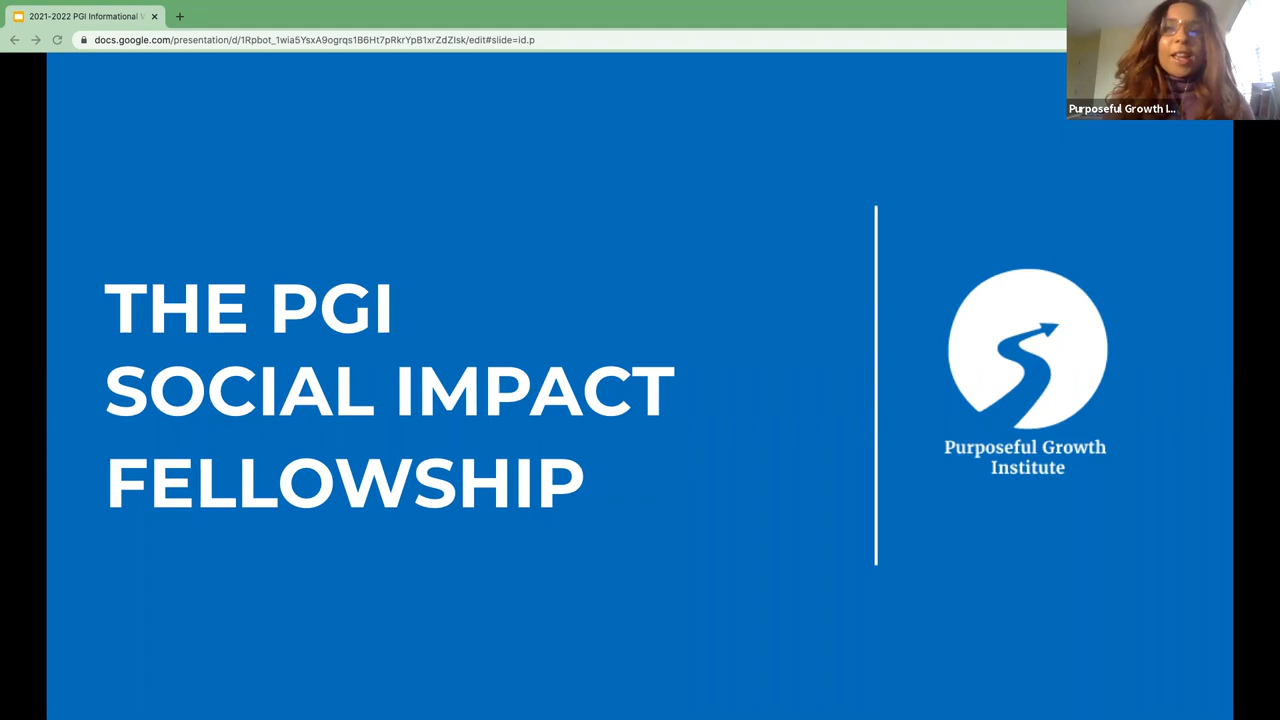 2021-2022 PGI Informational
docs.google.com/presentation/d/1Rpbot_1wia5YsxA9ogrqs1B6Ht7pRkrYpB1xrZdZIsk/edit#slide=id.p
Purposeful Growth I...
THE PGI
SOCIAL IMPACT
FELLOWSHIP
Purposeful Growth
Institute